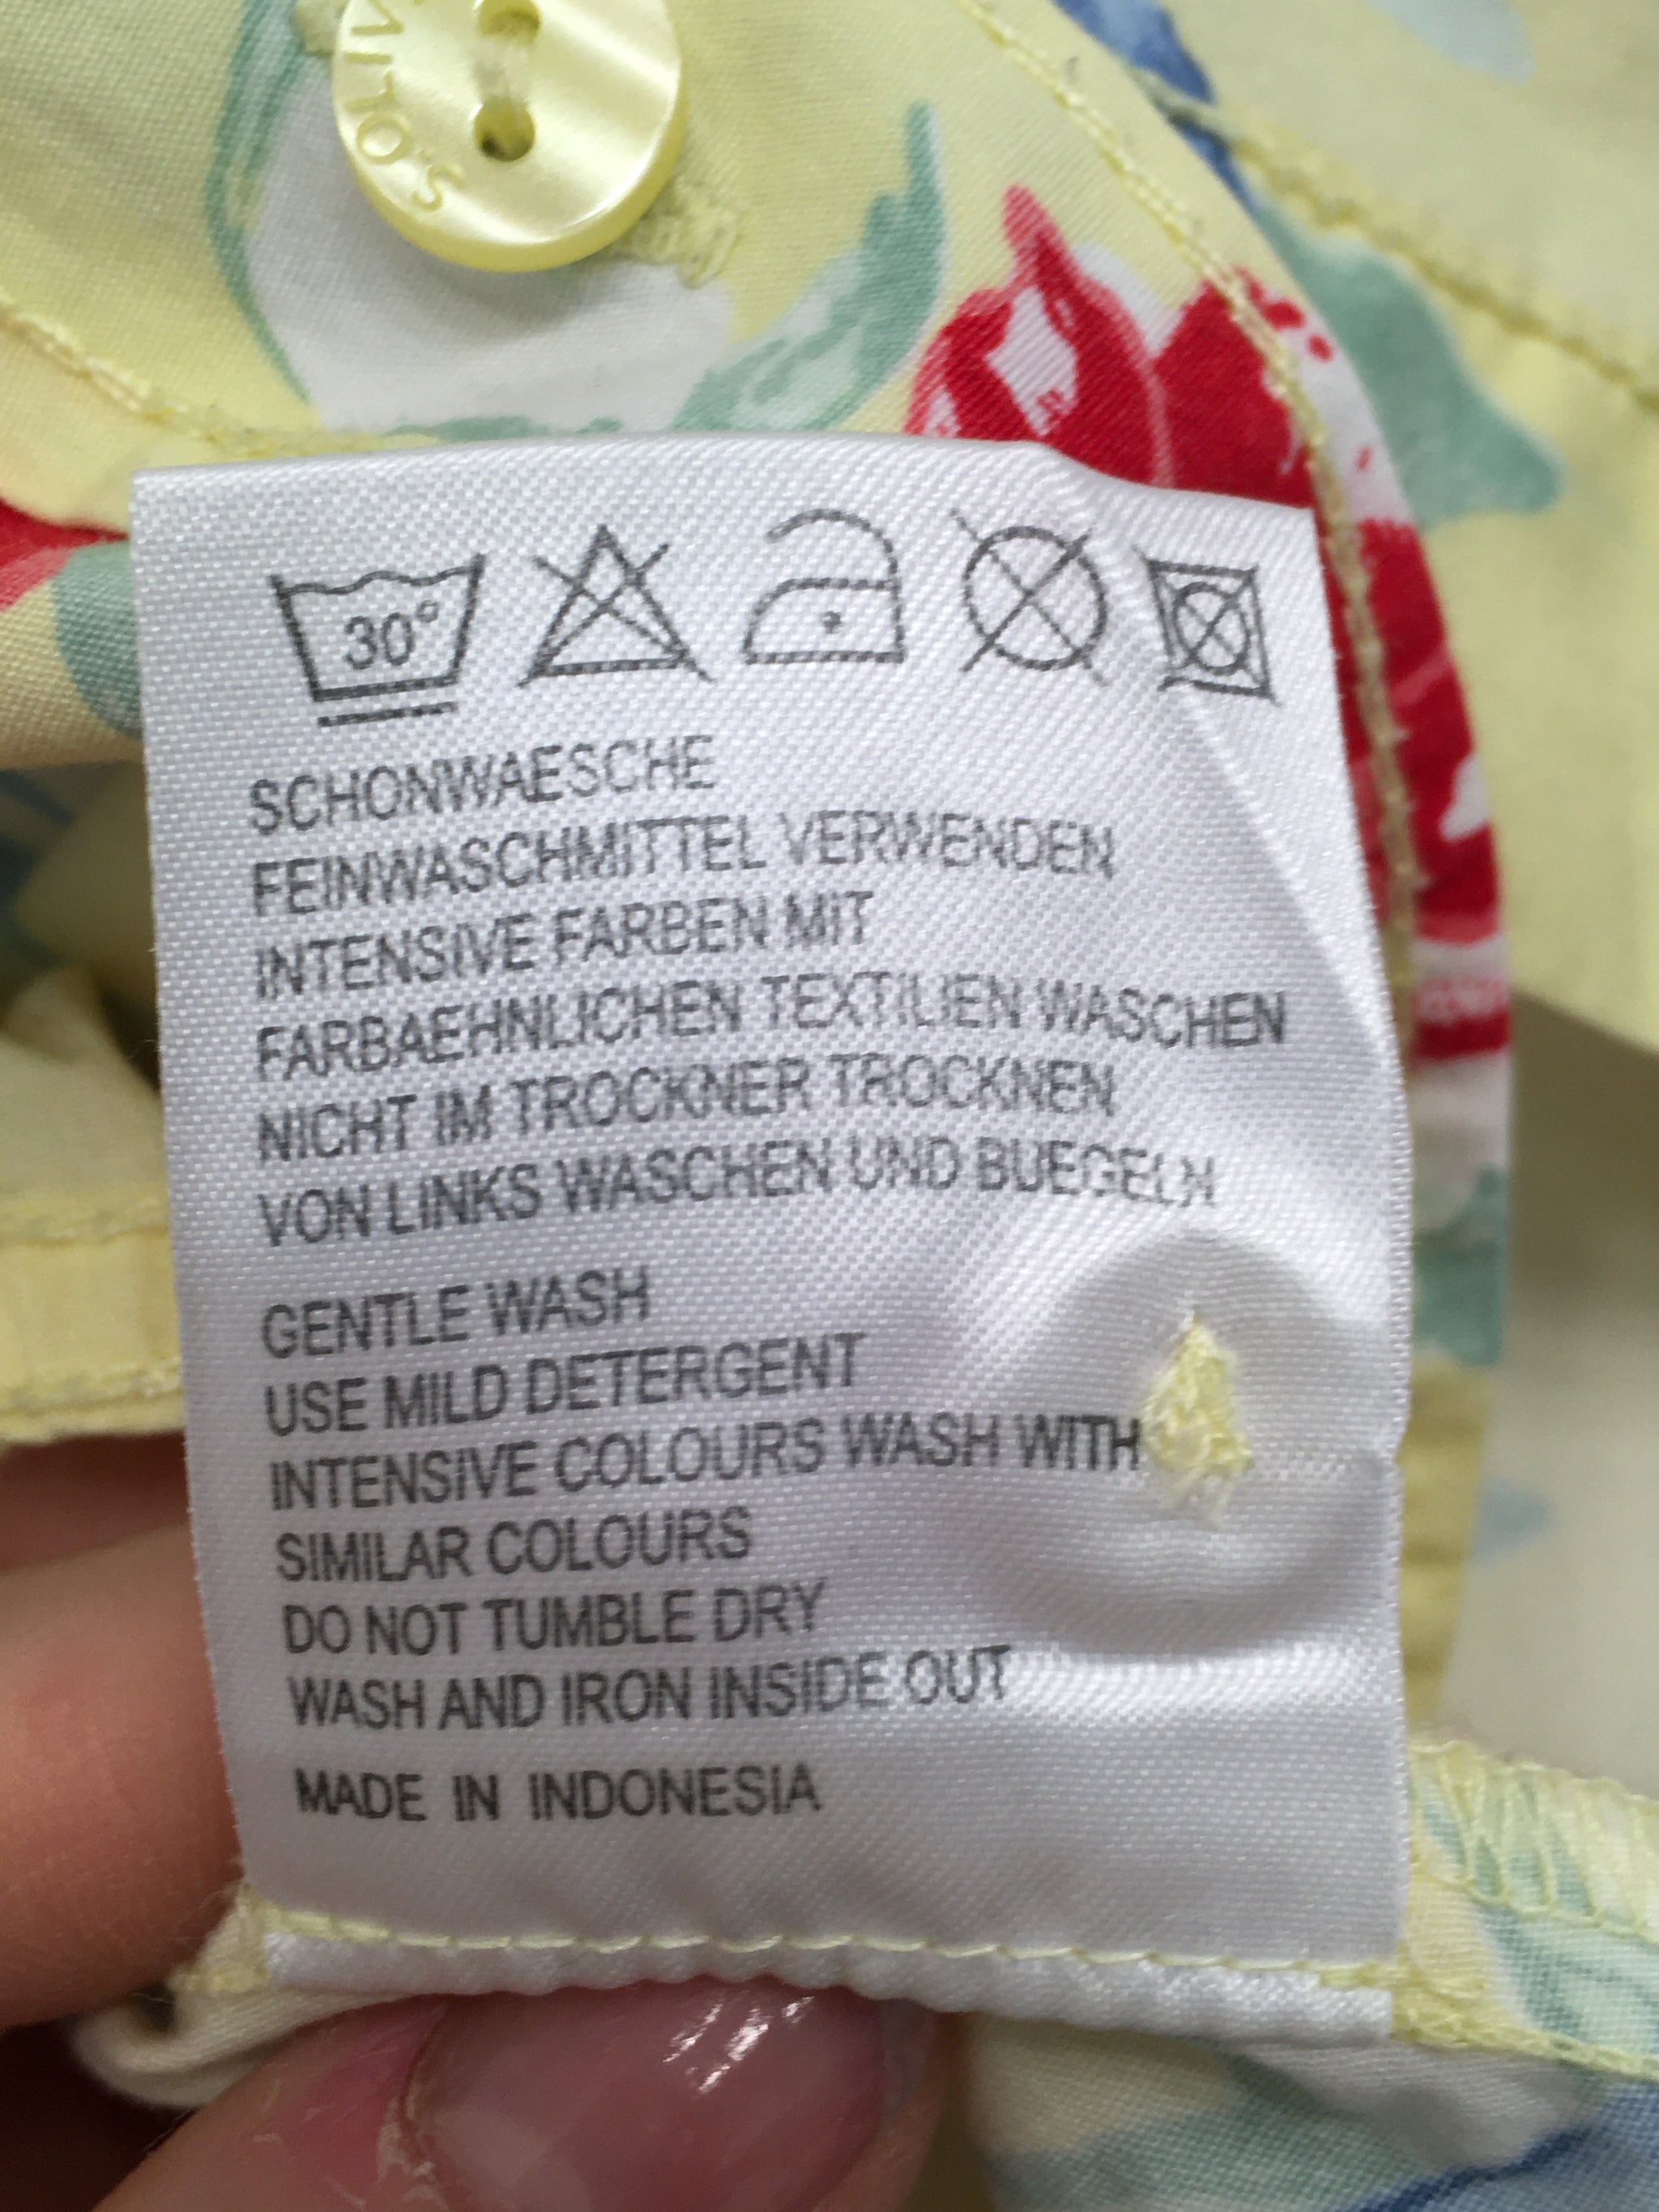 S.OLIV
30°
SCHONWAESCHE
FEINWASCHMITTEL VERWENDEN
INTENSIVE FARBEN MIT
FARBAEHNLICHEN TEXTILIEN WASCHEN
NICHT IM TROCKNER TROCKNEN
VON LINKS WASCHEN UND BUEGELN
GENTLE WASH
USE MILD DETERGENT
INTENSIVE COLOURS WASH WITH
SIMILAR COLOURS
DO NOT TUMBLE DRY
WASH AND IRON INSIDE OUT
MADE IN INDONESIA